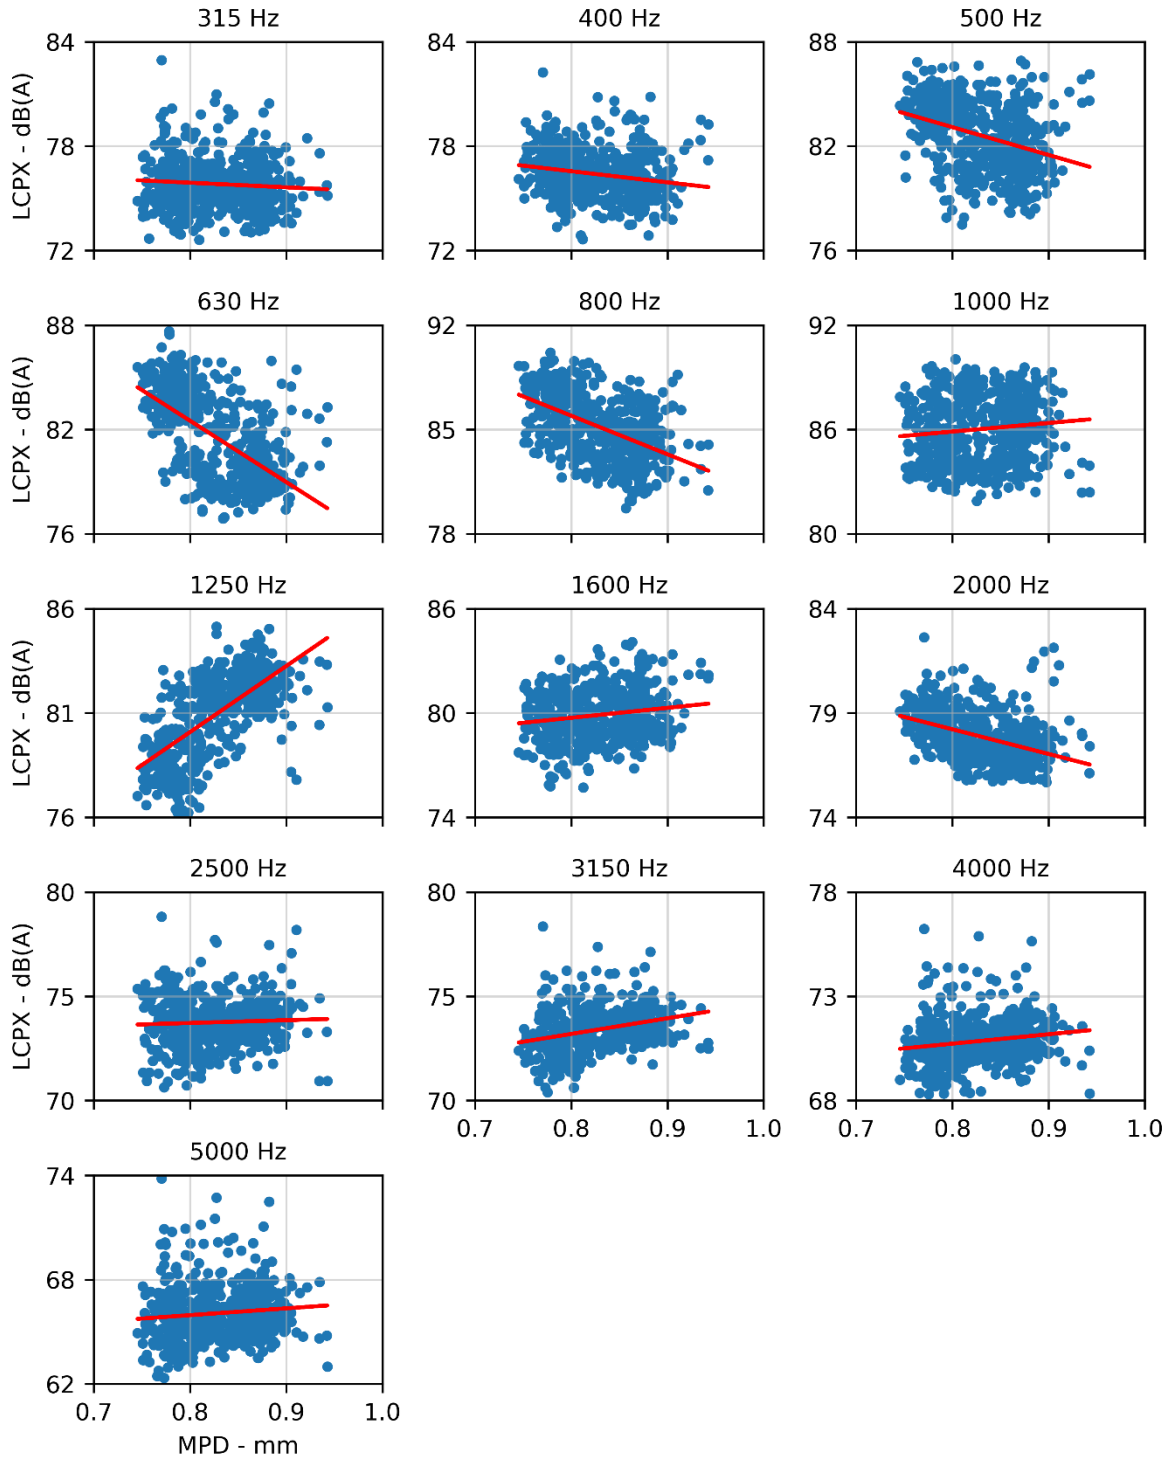 315 Hz
400 Hz
500 Hz
84
78
72
LCPX - dB(A)
84
78
72
88
82
76
630 Hz
800 Hz
1000 Hz
88
82
76
LCPX - dB(A)
92
85
78
92
86
80
1250 Hz
1600 Hz
2000 Hz
86
81
76
LCPX - dB(A)
86
80
74
84
79
74
2500 Hz
3150 Hz
4000 Hz
80
75
70
LCPX - dB(A)
80
75
70
0.7 0.8 0.9 1.0
78
73
68
0.7 0.8 0.9 1.0
5000 Hz
74
68
62
0.7 0.8 0.9 1.0
MPD - mm